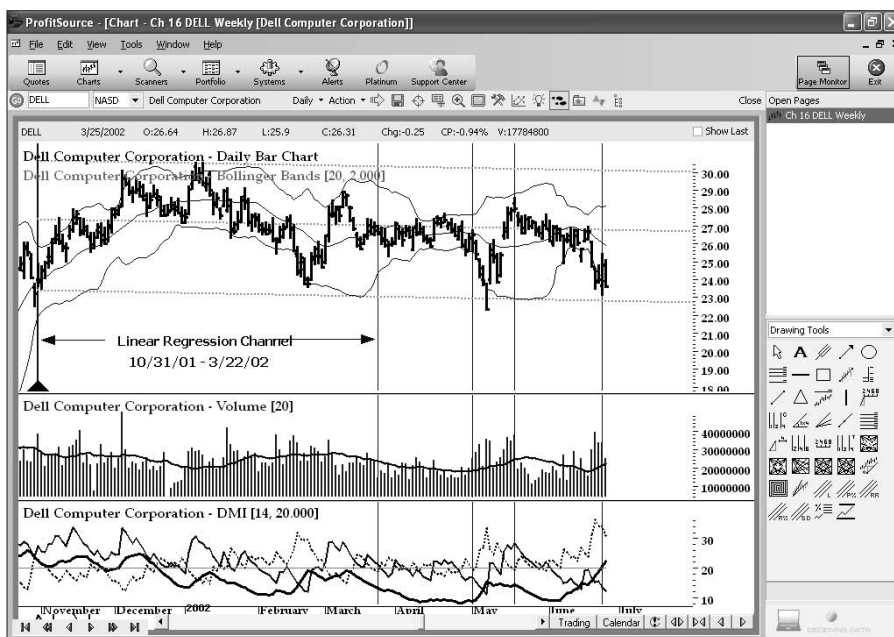 ProfitSource - [Chart - Ch 16 DELL Weekly [Dell Computer Corporation]]
File Edit View Tools Window Help
Quotes Charts Scanners Portfolio Systems Alerts Platinum Support Center Page Monitor Exit
DELL NASD Dell Computer Corporation Daily Action Close Open Pages
Ch 16 DELL Weekly
DELL 3/25/2002 O:26.64 H:26.87 L:25.9 C:26.31 Chg:-0.25 CP:-0.94% V:17784800 Show Last
Dell Computer Corporation - Daily Bar Chart
Dell Computer Corporation - Bollinger Bands [20, 2.000]
30.00
29.00
28.00
27.00
26.00
25.00
24.00
23.00
22.00
21.00
20.00
19.00
18.00
Linear Regression Channel
10/31/01 - 3/22/02
Drawing Tools
Dell Computer Corporation - Volume [20]
40000000
30000000
20000000
10000000
Dell Computer Corporation - DMI [14, 20.000]
30
20
10
November December 2002 February March April May June July
Trading Calendar
RECEIVING DATA